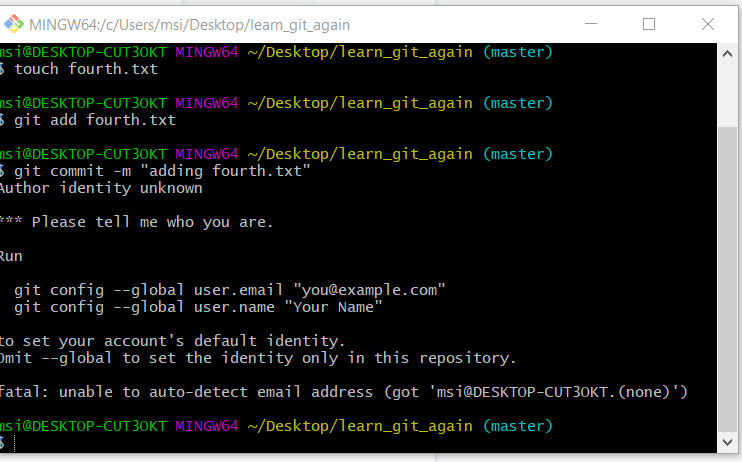 MINGW64:/c/Users/msi/Desktop/learn_git_again
msi@DESKTOP-CUT3OKT MINGW64 ~/Desktop/learn_git_again (master)
$ touch fourth.txt
msi@DESKTOP-CUT3OKT MINGW64 ~/Desktop/learn_git_again (master)
$ git add fourth.txt
msi@DESKTOP-CUT3OKT MINGW64 ~/Desktop/learn_git_again (master)
$ git commit -m "adding fourth.txt"
Author identity unknown
*** Please tell me who you are.
Run
git config --global user.email "you@example.com"
git config --global user.name "Your Name"
to set your account's default identity.
Omit --global to set the identity only in this repository.
fatal: unable to auto-detect email address (got 'msi@DESKTOP-CUT3OKT.(none)')
msi@DESKTOP-CUT3OKT MINGW64 ~/Desktop/learn_git_again (master)
$